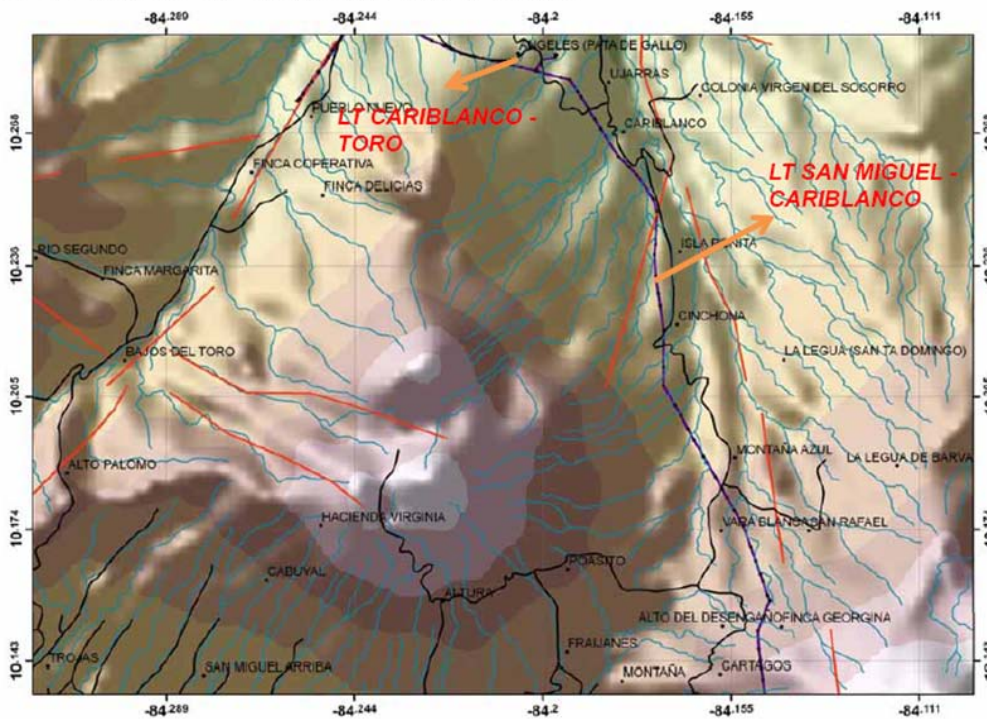 -84.289 -84.244 -84.2 -84.155 -84.111
ANGELES (PATA DE GALLO)
UJARRAS
COLONIA VIRGEN DEL SOCORRO
PUEBLO NUEVO
LT CARIBLANCO -
TORO
CARIBLANCO
10.268
FINCA COPERATIVA
FINCA DELICIAS
LT SAN MIGUEL -
CARIBLANCO
RIO SEGUNDO
FINCA MARGARITA
ISLA BONITA
CINCHONA
BAJOS DEL TORO
LA LEGUA (SANTA DOMINGO)
10.205
ALTO PALOMO
MONTAÑA AZUL
LA LEGUA DE BARVA
10.174 10.174
HACIENDA VIRGINIA
VARA BLANCA
SAN RAFAEL
POASITO
CABUYAL
ALTURA
ALTO DEL DESENGAÑO
FINCA GEORGINA
FRAIJANES
10.143
TROJAS
SAN MIGUEL ARRIBA
MONTAÑA
CARTAGOS
-84.289 -84.244 -84.2 -84.155 -84.111